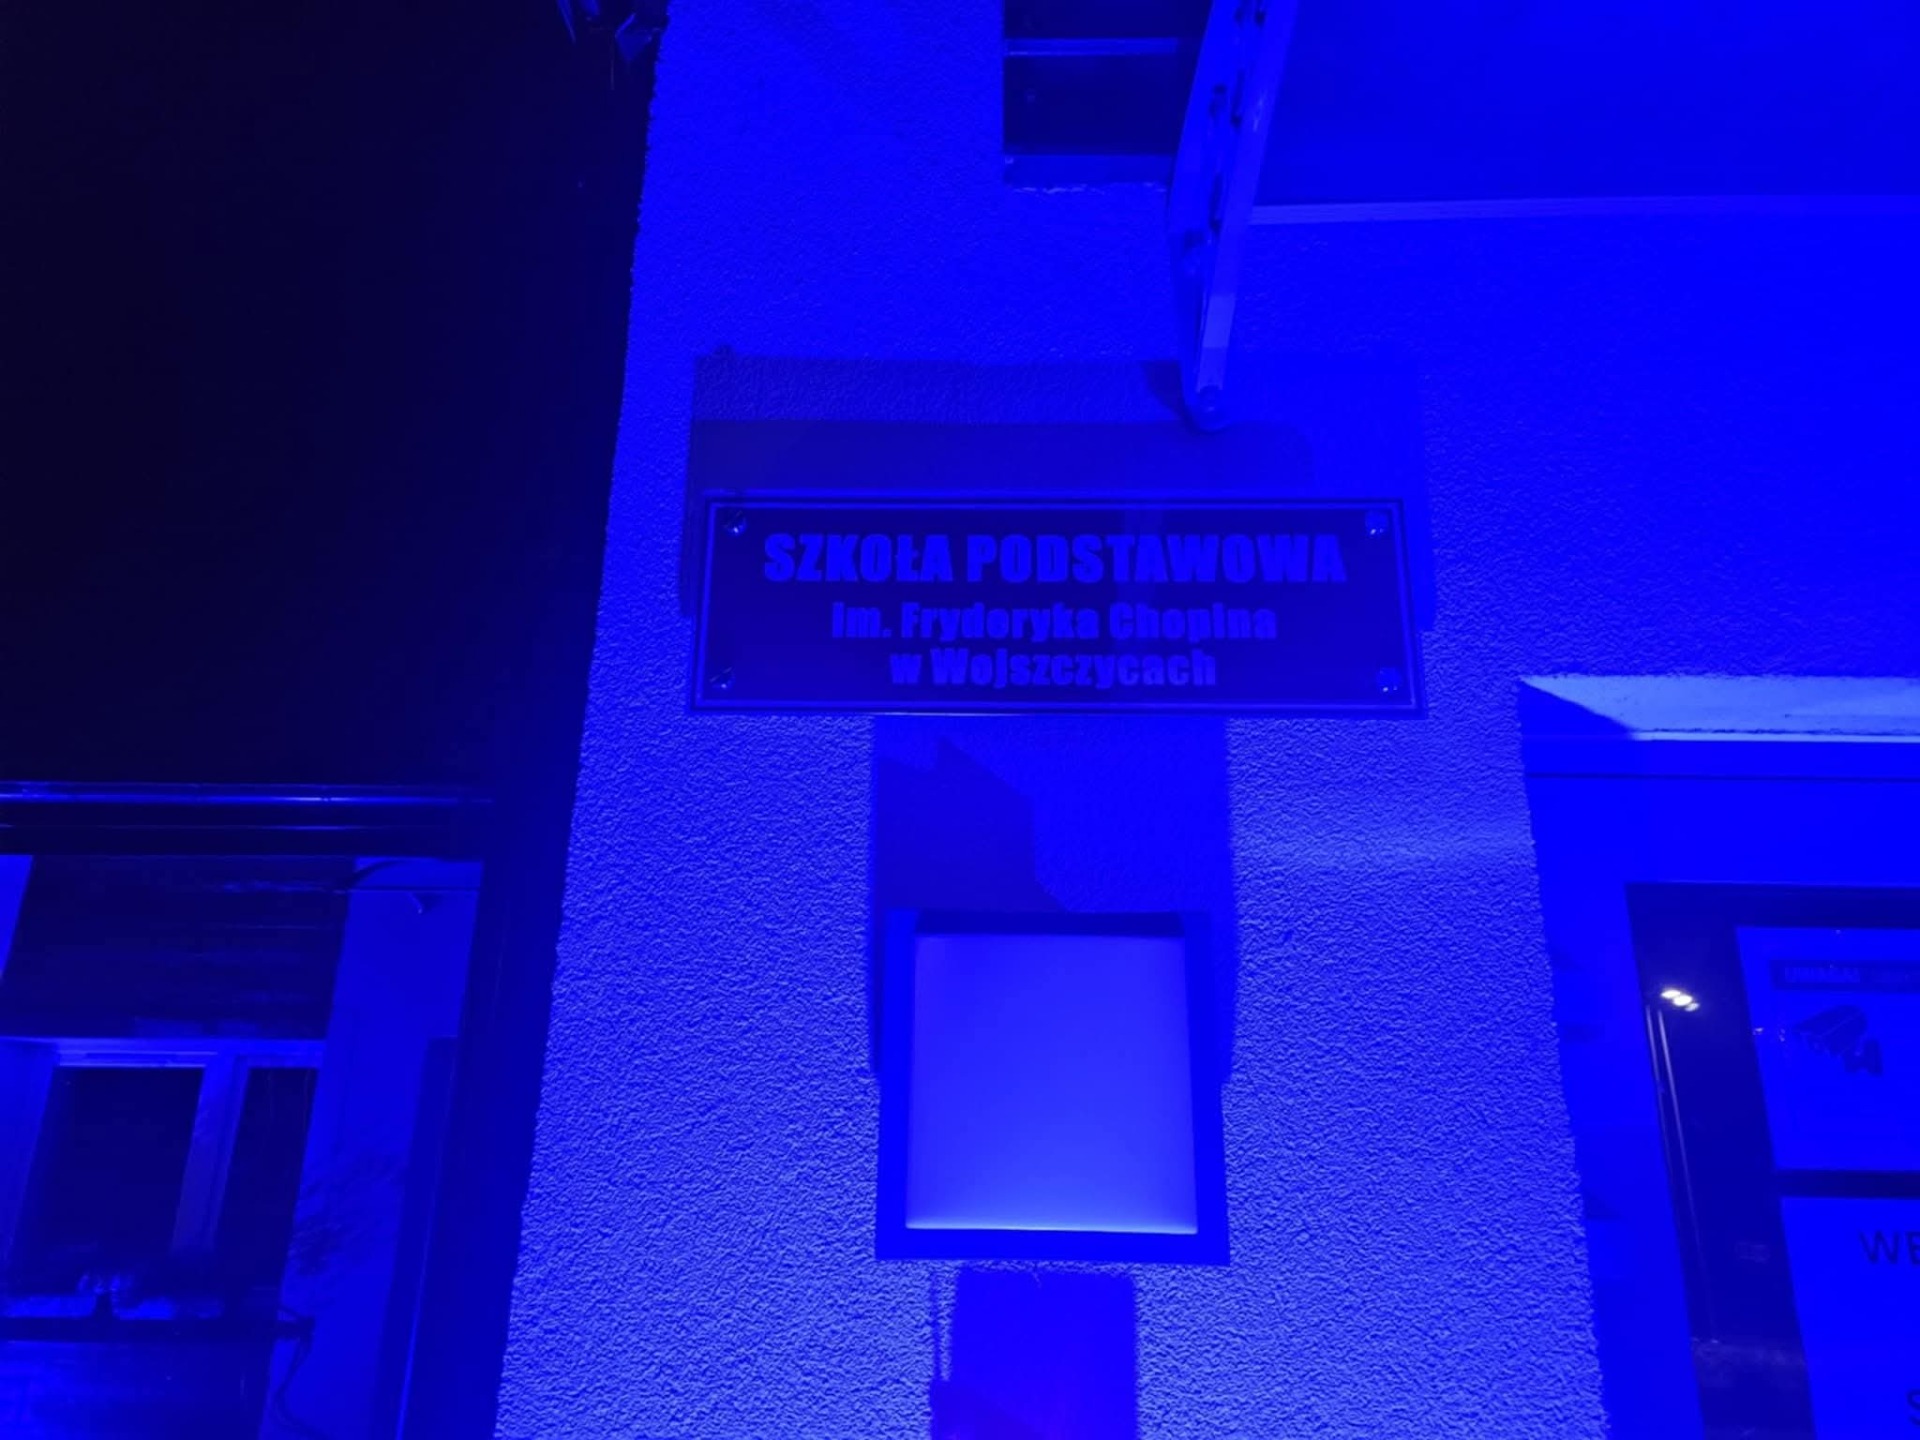 SZKOŁA PODSTAWOWA
im. Fryderyka Chopina
w Wojszczycach